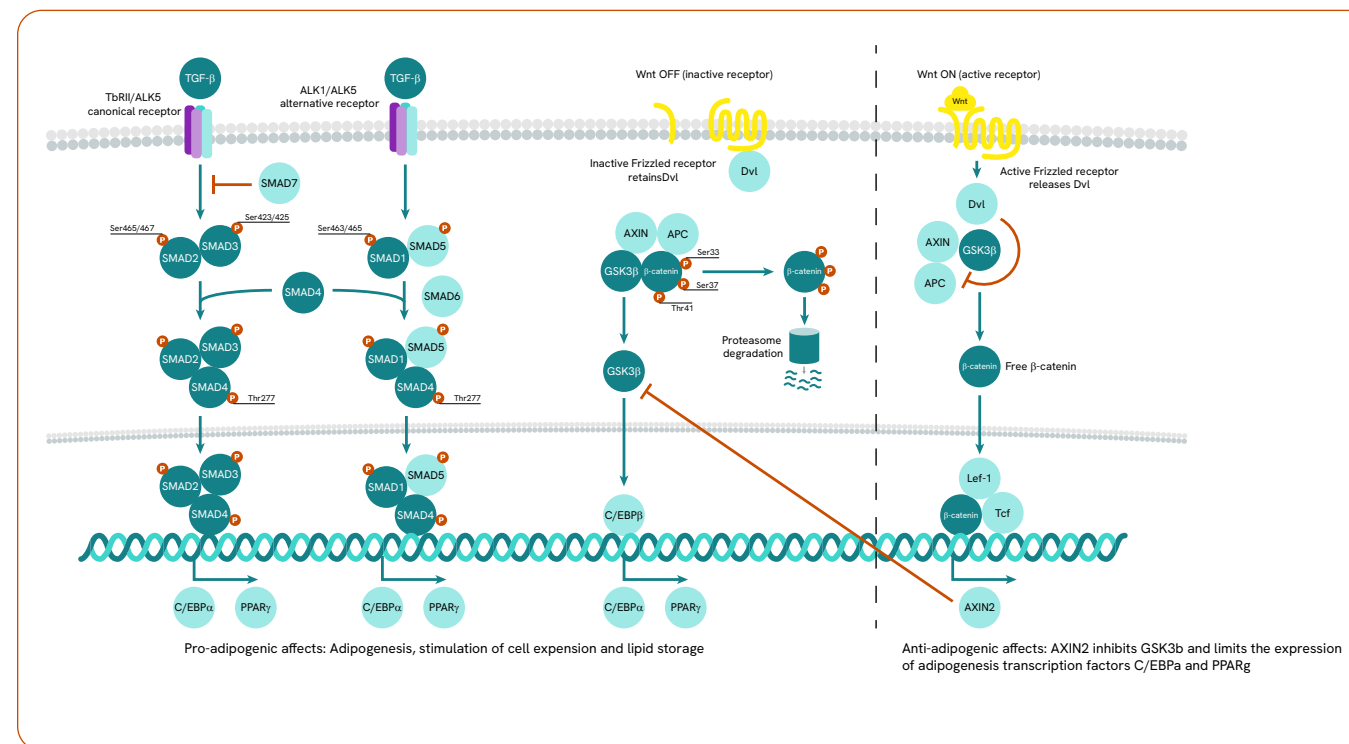 TGF-β
TbRII/ALK5
canonical receptor
SMAD7
Ser465/467
Ser423/425
P
P
SMAD2
SMAD3
TGF-β
ALK1/ALK5
alternative receptor
Ser463/465
P
P
SMAD1
SMAD5
SMAD4
SMAD6
P
P
SMAD2
SMAD3
SMAD4
P
Thr277
P
P
SMAD1
SMAD5
SMAD4
P
Thr277
P
P
SMAD2
SMAD3
SMAD4
P
P
P
SMAD1
SMAD5
SMAD4
P
C/EBPα
PPARγ
C/EBPα
PPARγ
Wnt OFF (inactive receptor)
Inactive Frizzled receptor
retainsDvl
Dvl
AXIN
APC
GSK3β
β-catenin
P
Ser33
P
Ser37
P
Thr41
β-catenin
P
P
P
Proteasome
degradation
GSK3β
C/EBPβ
C/EBPα
PPARγ
Pro-adipogenic affects: Adipogenesis, stimulation of cell expension and lipid storage
Wnt ON (active receptor)
Wnt
Active Frizzled receptor
releases Dvl
Dvl
AXIN
GSK3β
APC
β-catenin
Free β-catenin
Lef-1
β-catenin
Tcf
AXIN2
Anti-adipogenic affects: AXIN2 inhibits GSK3b and limits the expression
of adipogenesis transcription factors C/EBPa and PPARg